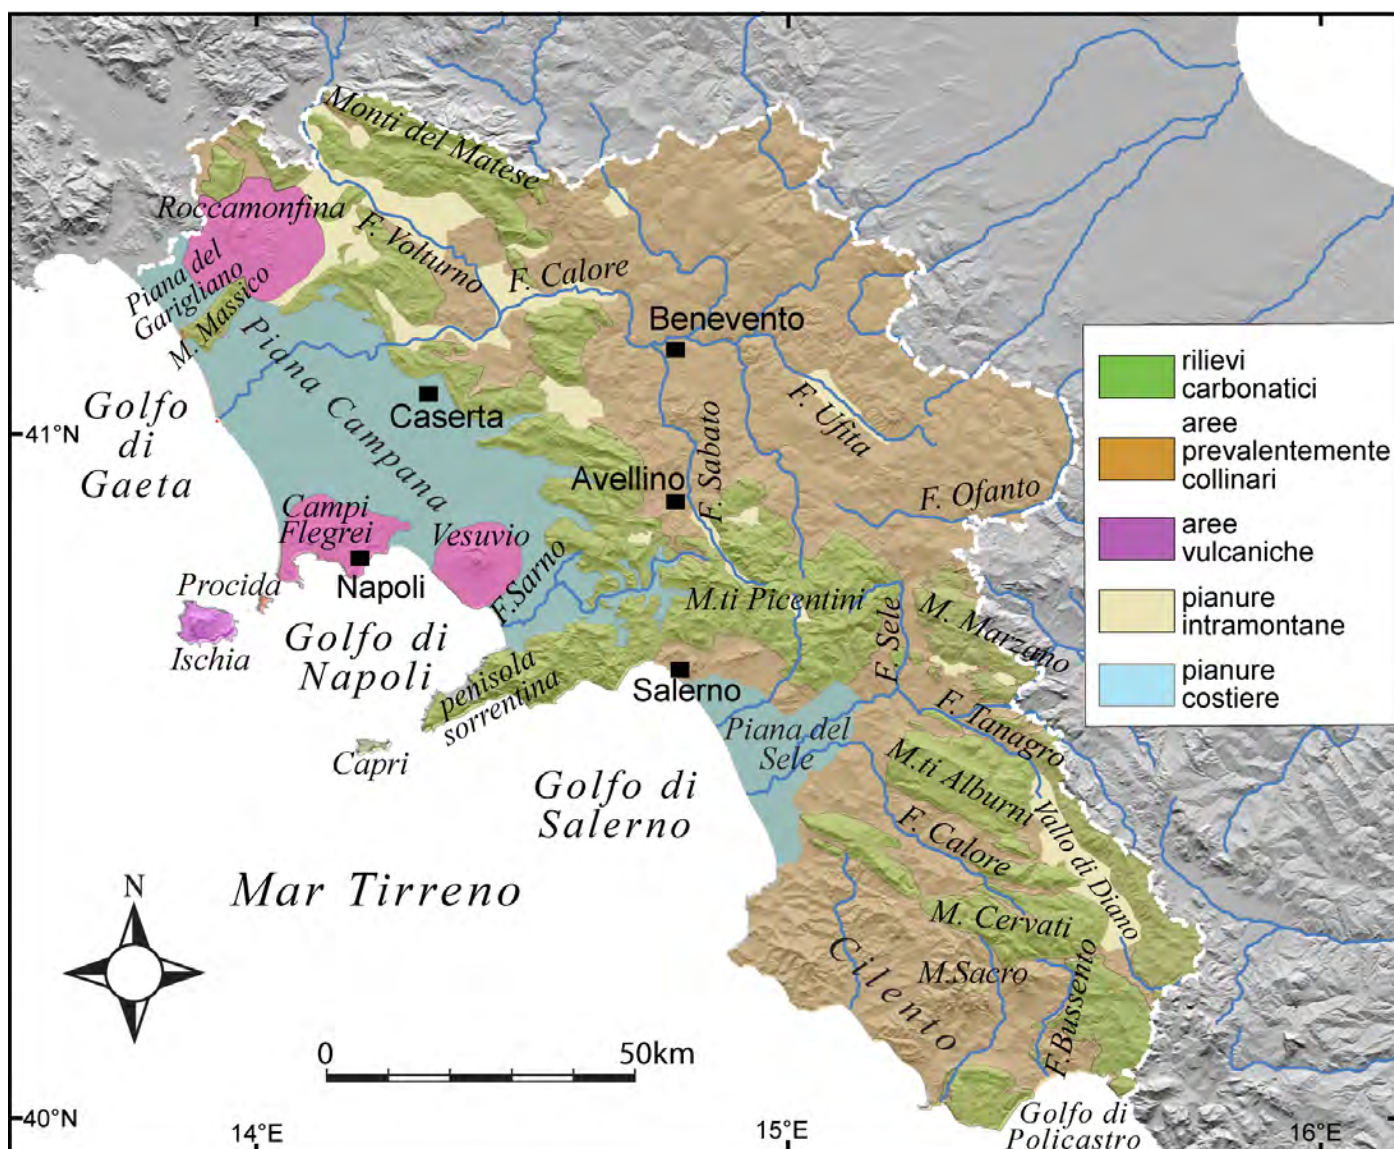 Monti del Matese
Roccamonfina
F. Volturno
Piana del
Garigliano
M. Massico
F. Calore
Benevento
Piana Campana
Caserta
Golfo
di
Gaeta
41°N
F. Ufita
F. Sabato
Avellino
F. Ofanto
Campi
Flegrei
Vesuvio
Napoli
F.Sarno
Procida
Ischia
Golfo di
Napoli
M.ti Picentini
F. Sele
M. Marzano
penisola
sorrentina
Salerno
Capri
Piana del
Sele
F. Tanagro
Golfo di
Salerno
M.ti Alburni
Vallo di Diano
F. Calore
Mar Tirreno
M. Cervati
Cilento
M.Sacro
F.Bussento
N
0
50km
40°N
14°E
15°E
16°E
Golfo di
Policastro
rilievi
carbonatici
aree
prevalentemente
collinari
aree
vulcaniche
pianure
intramontane
pianure
costiere